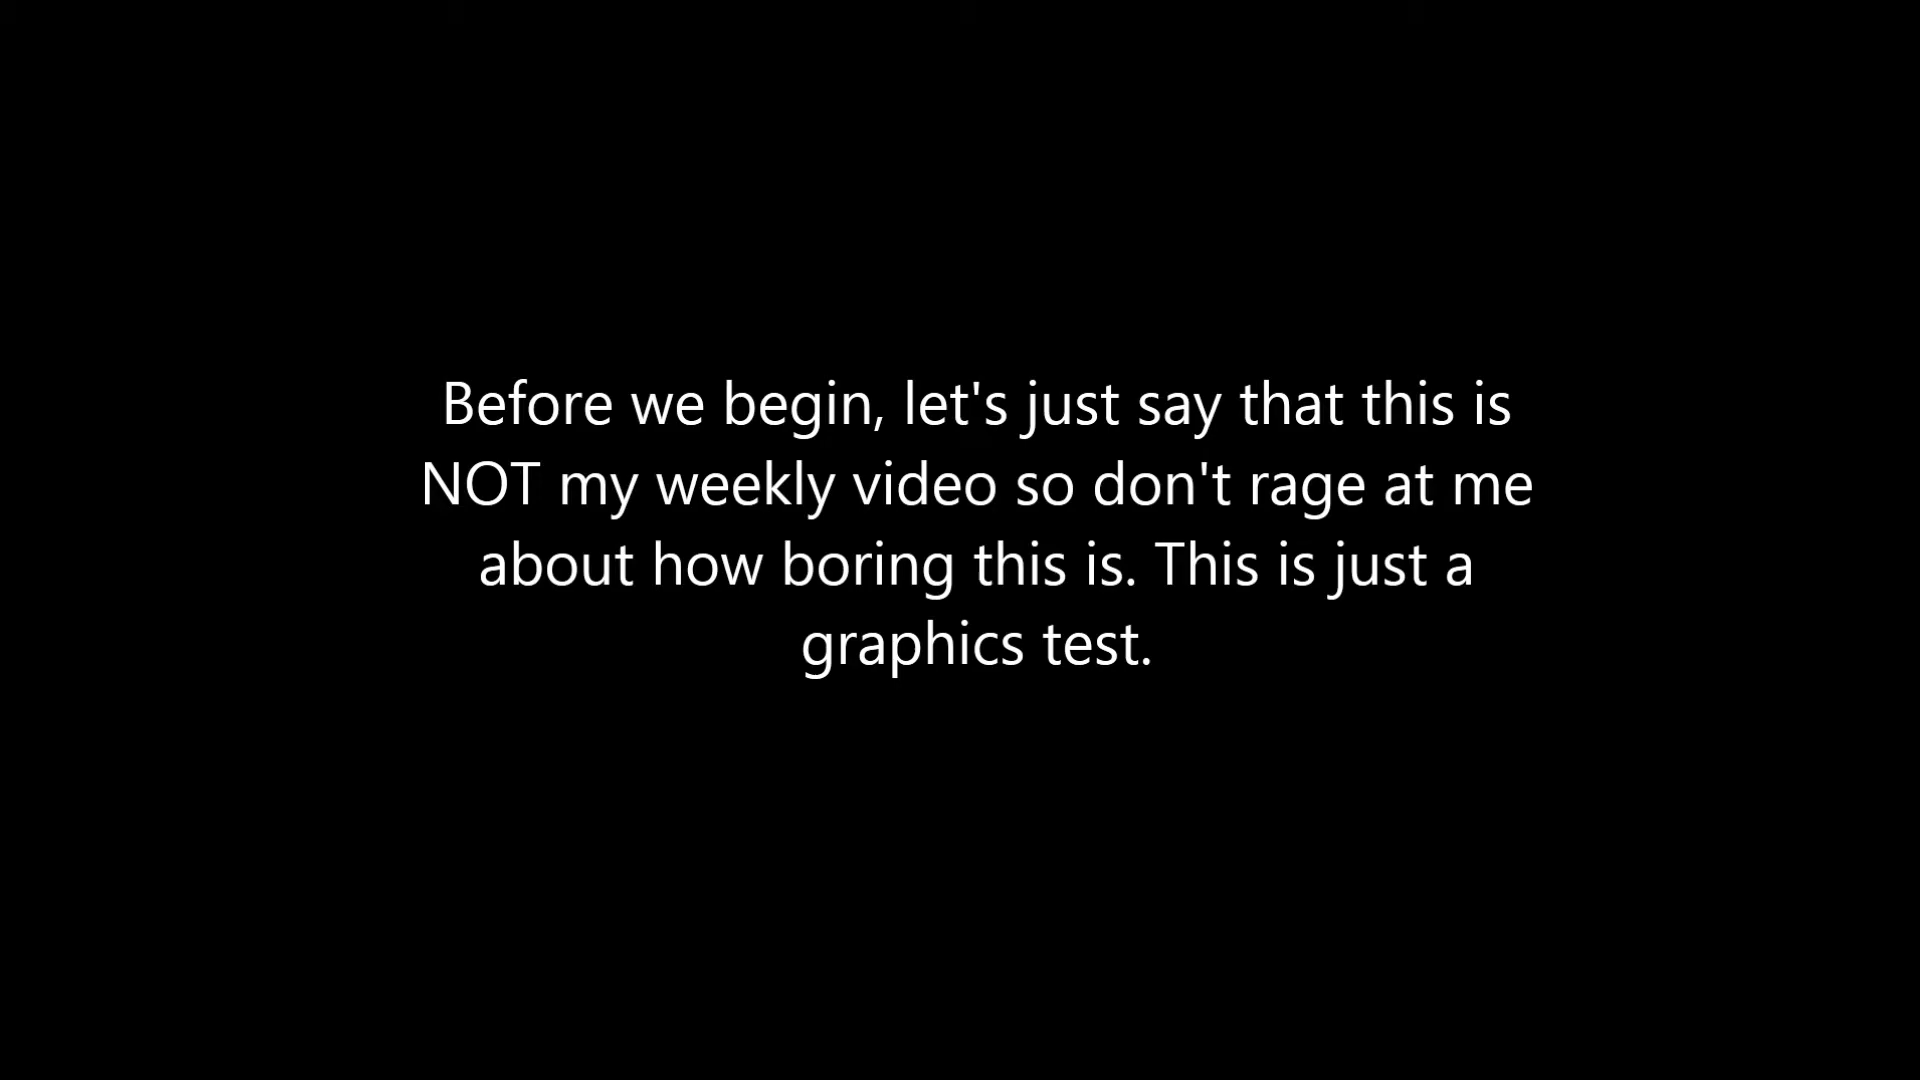 Before we begin, let's just say that this is
NOT my weekly video so don't rage at me
about how boring this is. This is just a
graphics test.